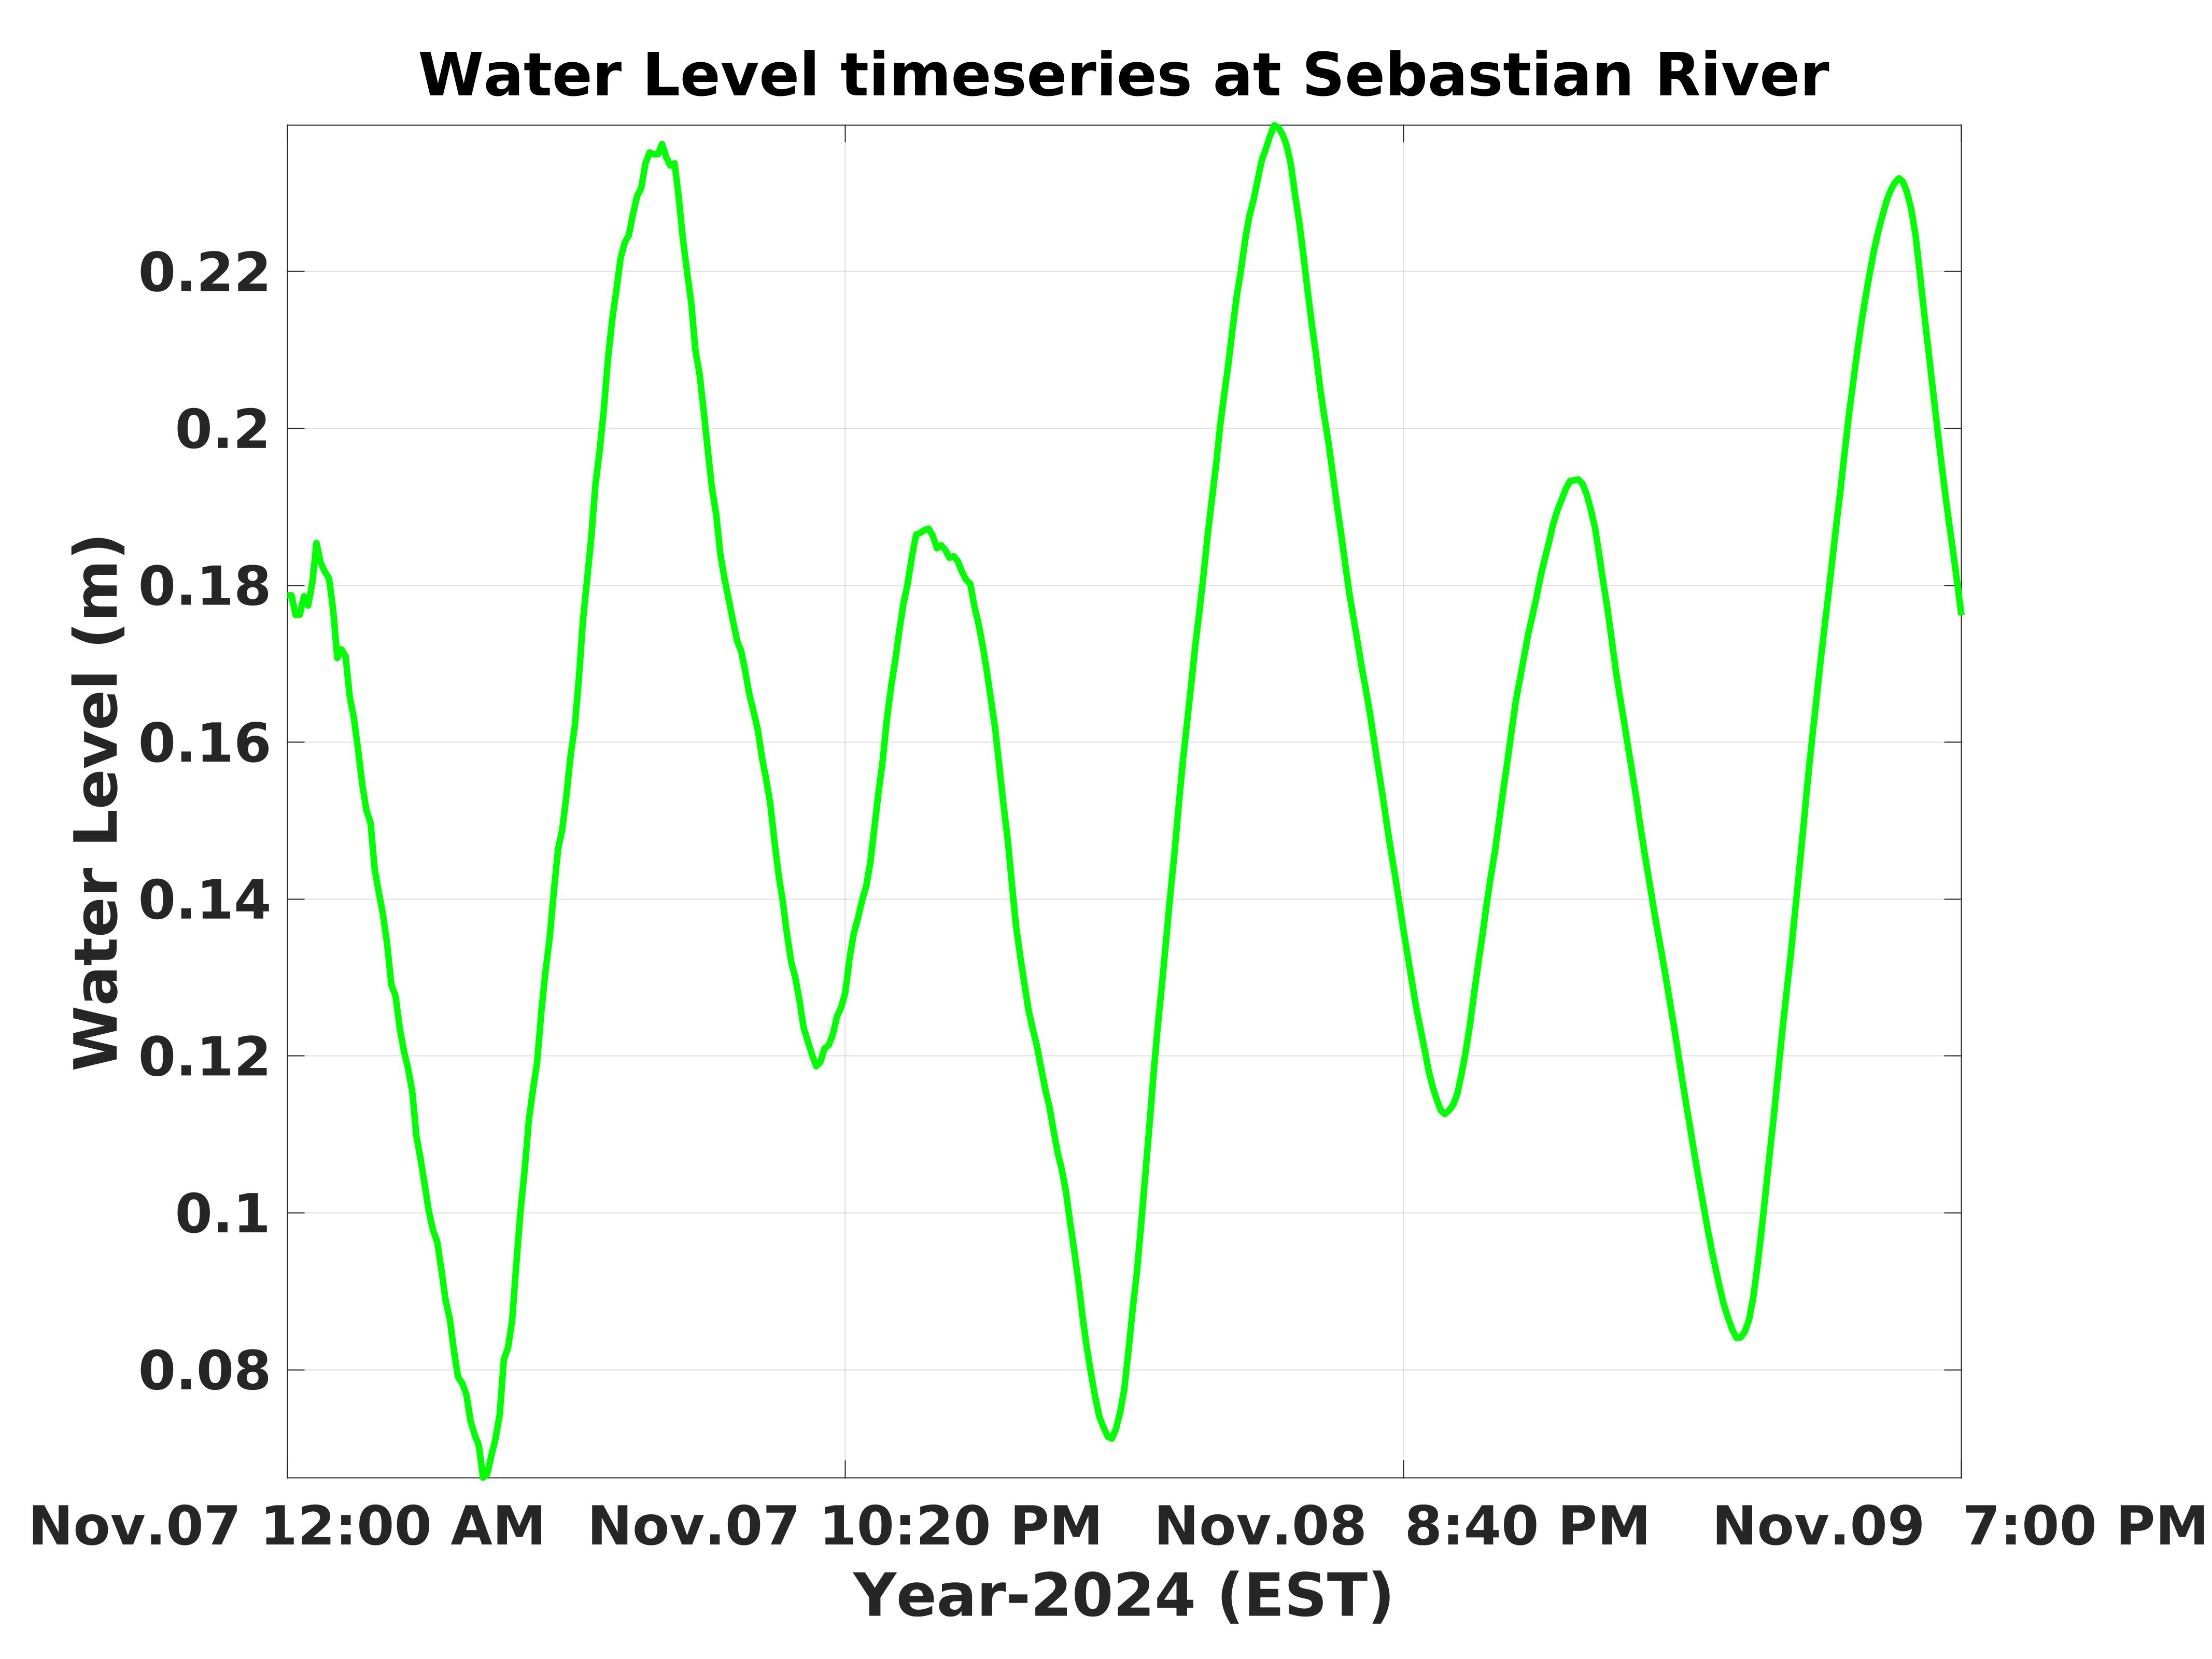 Water Level timeseries at Sebastian River
Water Level (m)
0.22
0.2
0.18
0.16
0.14
0.12
0.1
0.08
Nov.07 12:00 AM Nov.07 10:20 PM Nov.08 8:40 PM Nov.09 7:00 PM
Year-2024 (EST)